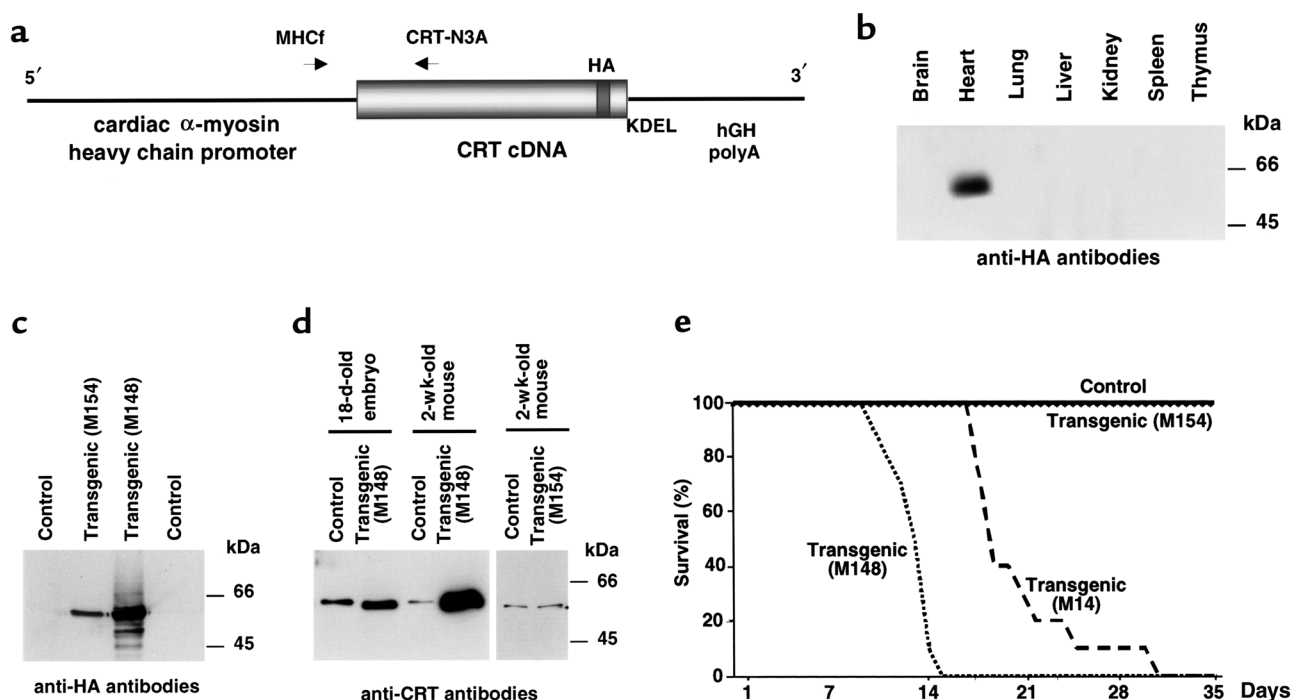 a
MHCf
CRT-N3A
HA
5′
3′
cardiac α-myosin
heavy chain promoter
CRT cDNA
KDEL
hGH
polyA
b
Brain
Heart
Lung
Liver
Kidney
Spleen
Thymus
kDa
66
45
anti-HA antibodies
c
Control
Transgenic (M154)
Transgenic (M148)
Control
kDa
66
45
anti-HA antibodies
d
18-d-old
embryo
2-wk-old
mouse
2-wk-old
mouse
Control
Transgenic
(M148)
Control
Transgenic
(M148)
Control
Transgenic
(M154)
kDa
66
45
anti-CRT antibodies
e
Control
Transgenic (M154)
Transgenic
(M148)
Transgenic
(M14)
Survival (%)
100
80
60
40
20
0
1 7 14 21 28 35 Days